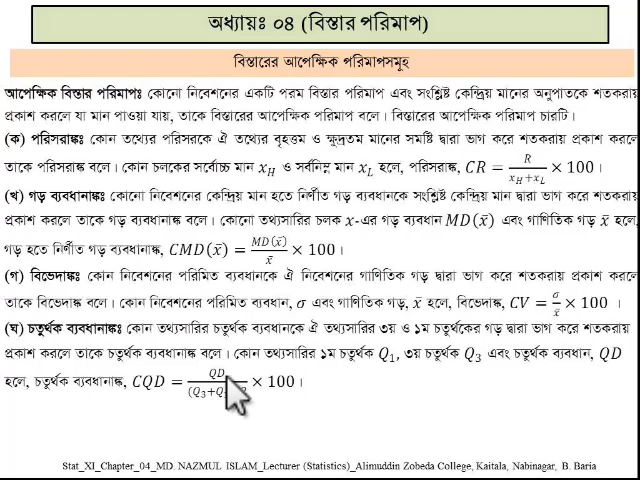 অধ্যায়ঃ ০৪ (বিস্তার পরিমাপ)
বিস্তারের আপেক্ষিক পরিমাপসমূহ
আপেক্ষিক বিস্তার পরিমাপঃ কোনো নিবেশনের একটি পরম বিস্তার পরিমাপ এবং সংশ্লিষ্ট কেন্দ্রিয় মানের অনুপাতকে শতকরায়
প্রকাশ করলে যা মান পাওয়া যায়, তাকে বিস্তারের আপেক্ষিক পরিমাপ বলে। বিস্তারের আপেক্ষিক পরিমাপ চারটি।
(ক) পরিসরাঙ্কঃ কোন তথ্যের পরিসরকে ঐ তথ্যের বৃহত্তম ও ক্ষুদ্রতম মানের সমষ্টি দ্বারা ভাগ করে শতকরায় প্রকাশ করলে
তাকে পরিসরাঙ্ক বলে। কোন চলকের সর্বোচ্চ মান x_H ও সর্বনিম্ন মান x_L হলে, পরিসরাঙ্ক, CR = R/(x_H+x_L) × 100।
(খ) গড় ব্যবধানাঙ্কঃ কোনো নিবেশনের কেন্দ্রিয় মান হতে নির্ণীত গড় ব্যবধানকে সংশ্লিষ্ট কেন্দ্রিয় মান দ্বারা ভাগ করে শতকরায়
প্রকাশ করলে তাকে গড় ব্যবধানাঙ্ক বলে। কোনো তথ্যসারির চলক x-এর গড় ব্যবধান MD(x̄) এবং গাণিতিক গড় x̄ হলে,
গড় হতে নির্ণীত গড় ব্যবধানাঙ্ক, CMD(x̄) = MD(x̄)/x̄ × 100।
(গ) বিভেদাঙ্কঃ কোন নিবেশনের পরিমিত ব্যবধানকে ঐ নিবেশনের গাণিতিক গড় দ্বারা ভাগ করে শতকরায় প্রকাশ করলে
তাকে বিভেদাঙ্ক বলে। কোন নিবেশনের পরিমিত ব্যবধান, σ এবং গাণিতিক গড়, x̄ হলে, বিভেদাঙ্ক, CV = σ/x̄ × 100 ।
(ঘ) চতুর্থক ব্যবধানাঙ্কঃ কোন তথ্যসারির চতুর্থক ব্যবধানকে ঐ তথ্যসারির ৩য় ও ১ম চতুর্থকের গড় দ্বারা ভাগ করে শতকরায়
প্রকাশ করলে তাকে চতুর্থক ব্যবধানাঙ্ক বলে। কোন তথ্যসারির ১ম চতুর্থক Q₁, ৩য় চতুর্থক Q₃ এবং চতুর্থক ব্যবধান, QD
হলে, চতুর্থক ব্যবধানাঙ্ক, CQD = QD/(Q₃+Q × 100।
Stat_XI_Chapter_04_MD. NAZMUL ISLAM_Lecturer (Statistics)_Alimuddin Zobeda College, Kaitala, Nabinagar, B. Baria